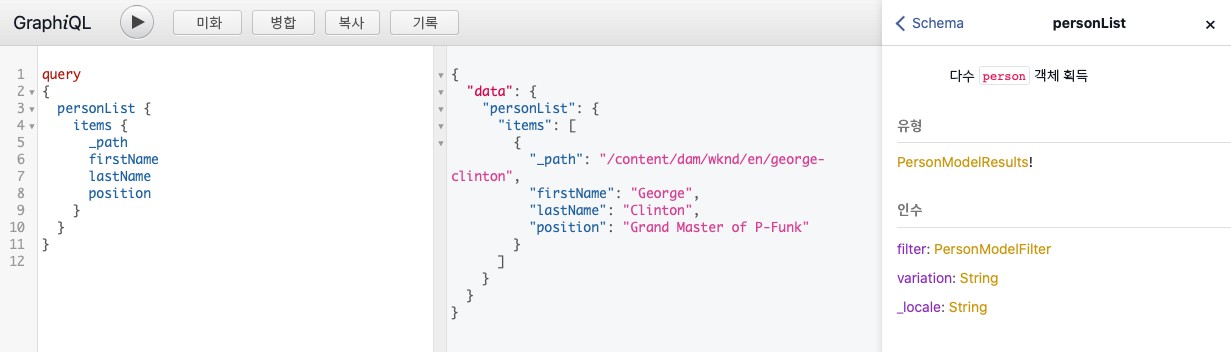 GraphiQL
미화
병합
복사
기록
1 query
2 {
3 personList {
4 items {
5 _path
6 firstName
7 lastName
8 position
9 }
10 }
11 }
12
{
"data": {
"personList": {
"items": [
{
"_path": "/content/dam/wknd/en/george-
clinton",
"firstName": "George",
"lastName": "Clinton",
"position": "Grand Master of P-Funk"
}
]
}
}
}
Schema
personList
다수 person 객체 획득
유형
PersonModelResults!
인수
filter: PersonModelFilter
variation: String
_locale: String